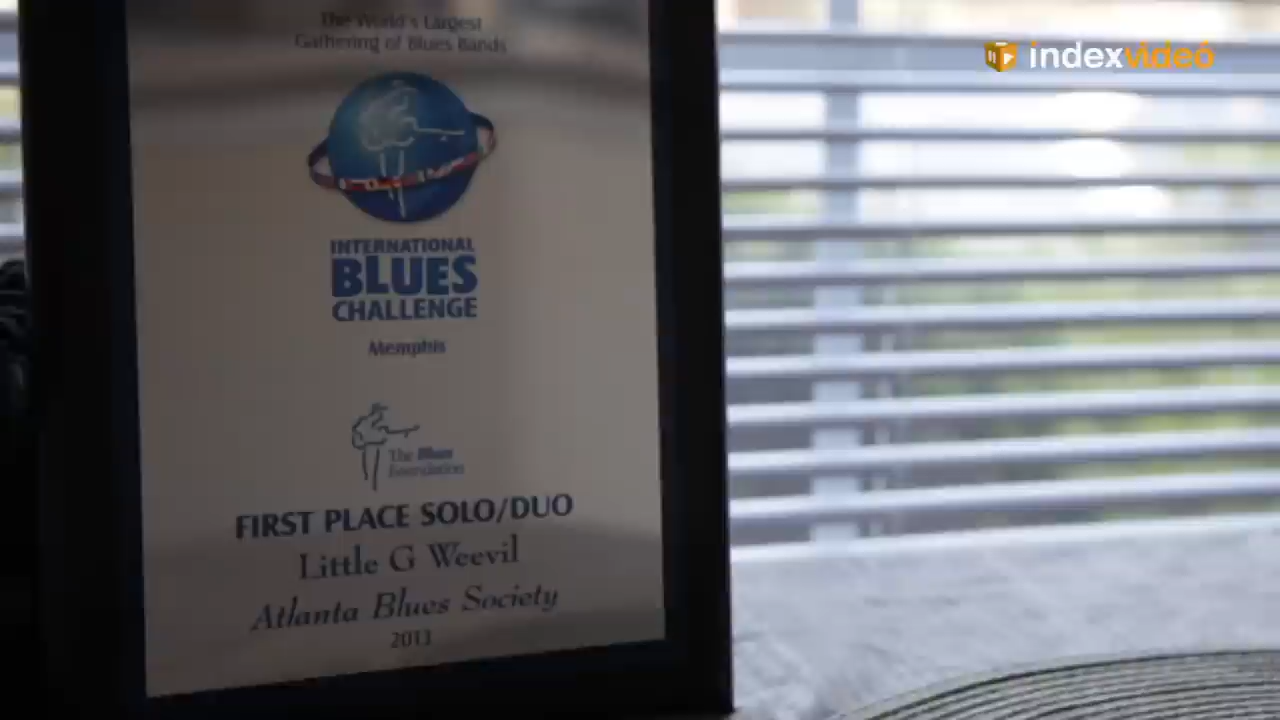 The World's Largest
Gathering of Blues Bands
indexvideó
INTERNATIONAL
BLUES
CHALLENGE
Memphis
The Blues
Foundation
FIRST PLACE SOLO/DUO
Little G Weevil
Atlanta Blues Society
2013